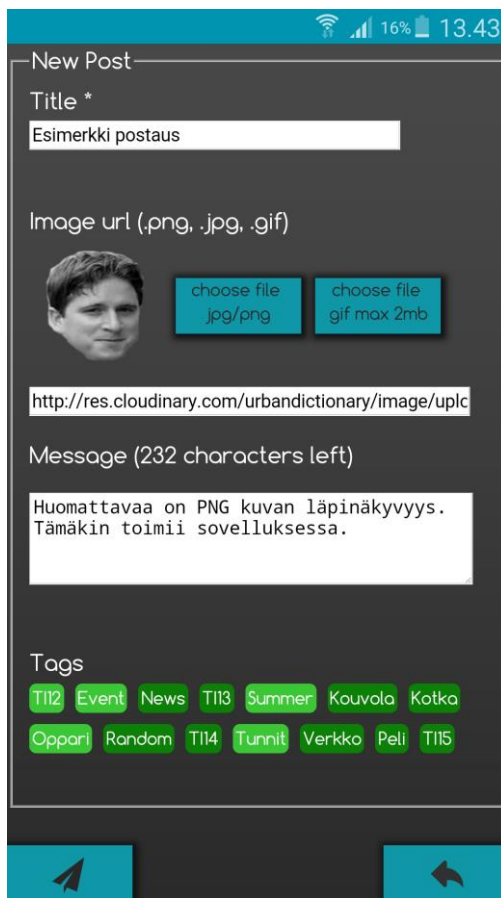 16% 13.43
New Post
Title *
Esimerkki postaus
Image url (.png, .jpg, .gif)
choose file
jpg/png
choose file
gif max 2mb
http://res.cloudinary.com/urbandictionary/image/uplo
Message (232 characters left)
Huomattavaa on PNG kuvan läpinäkyvyys.
Tämäkin toimii sovelluksessa.
Tags
TI12 Event News TI13 Summer Kouvola Kotka
Oppari Random TI14 Tunnit Verkko Peli TI15